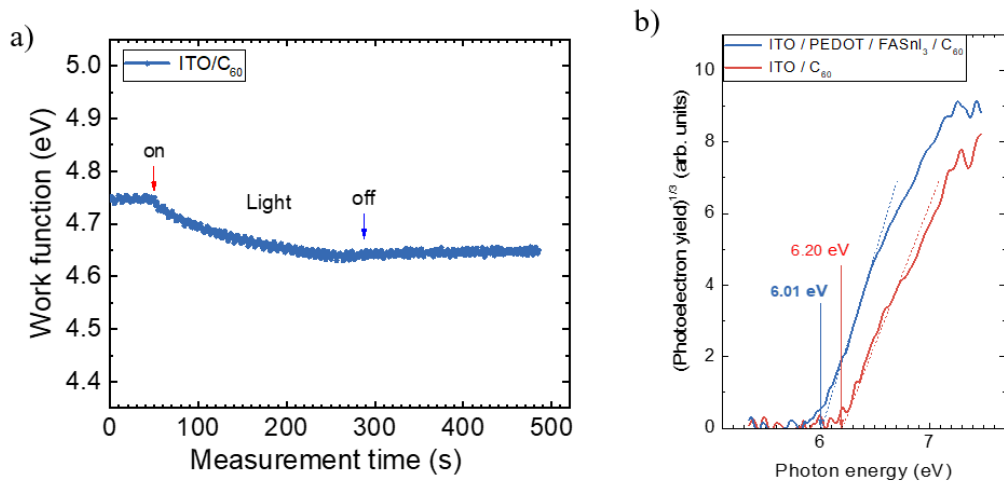 a)
ITO/C60
Work function (eV)
5.0
4.9
4.8
4.7
4.6
4.5
4.4
on
Light
off
0
100
200
300
400
500
Measurement time (s)
b)
ITO / PEDOT / FASnI3 / C60
ITO / C60
(Photoelectron yield)1/3 (arb. units)
10
8
6
4
2
0
6.20 eV
6.01 eV
6
7
Photon energy (eV)